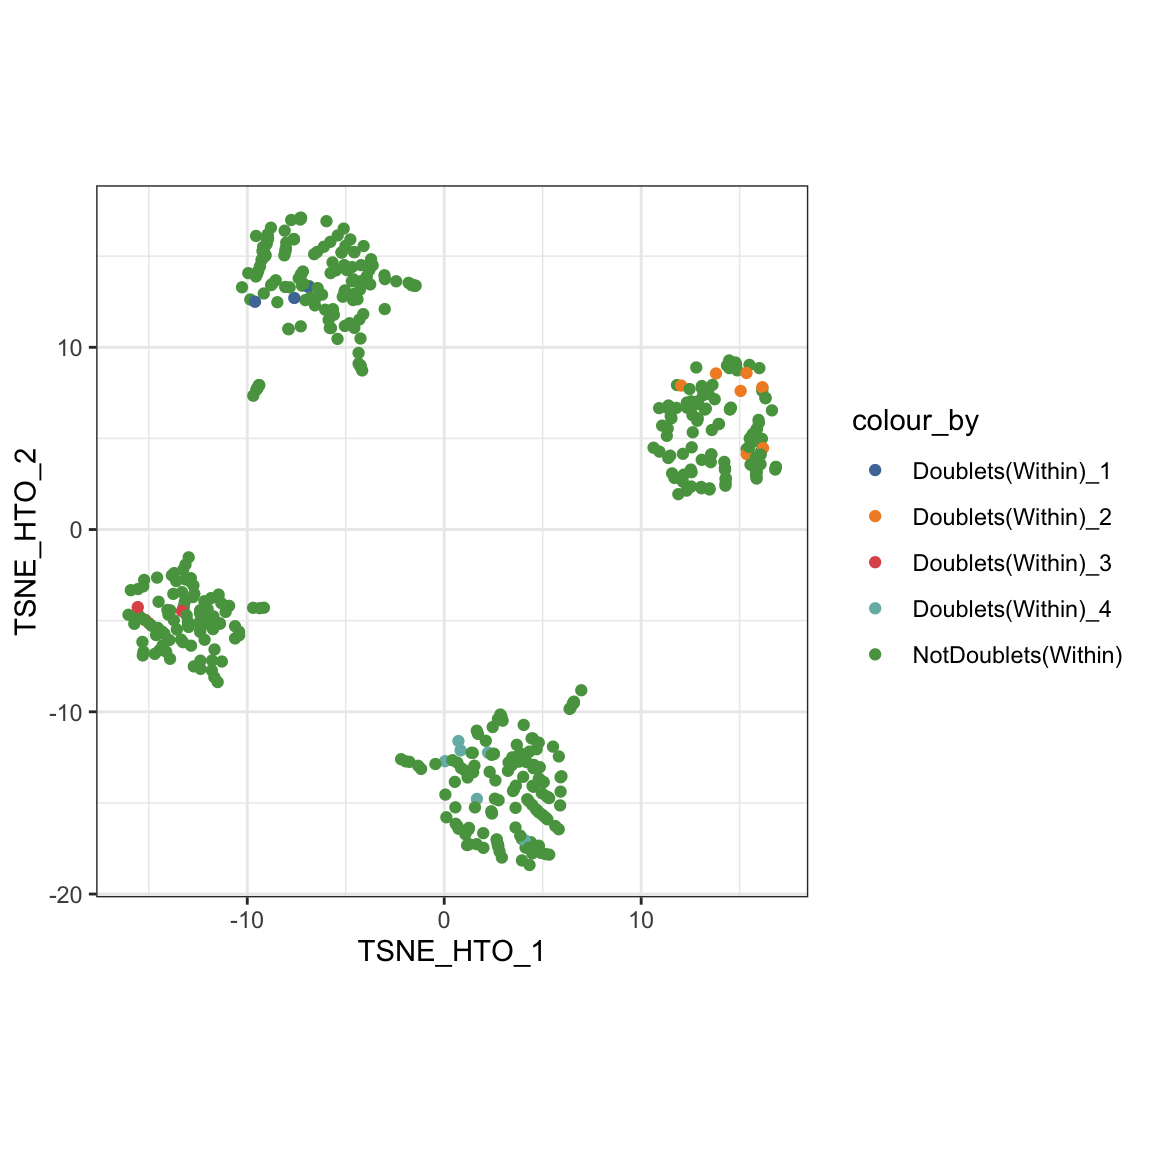 TSNE_HTO_2
10
0
-10
-20
-10
0
10
TSNE_HTO_1
colour_by
Doublets(Within)_1
Doublets(Within)_2
Doublets(Within)_3
Doublets(Within)_4
NotDoublets(Within)